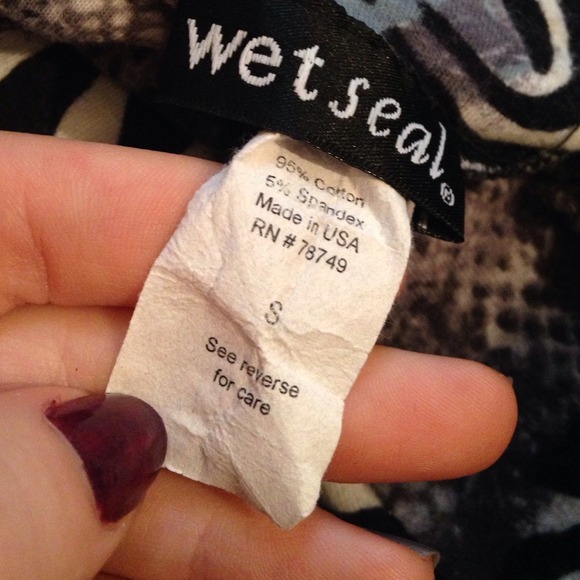 wet seal®
95% Cotton
5% Spandex
Made in USA
RN # 78749
S
See reverse
for care